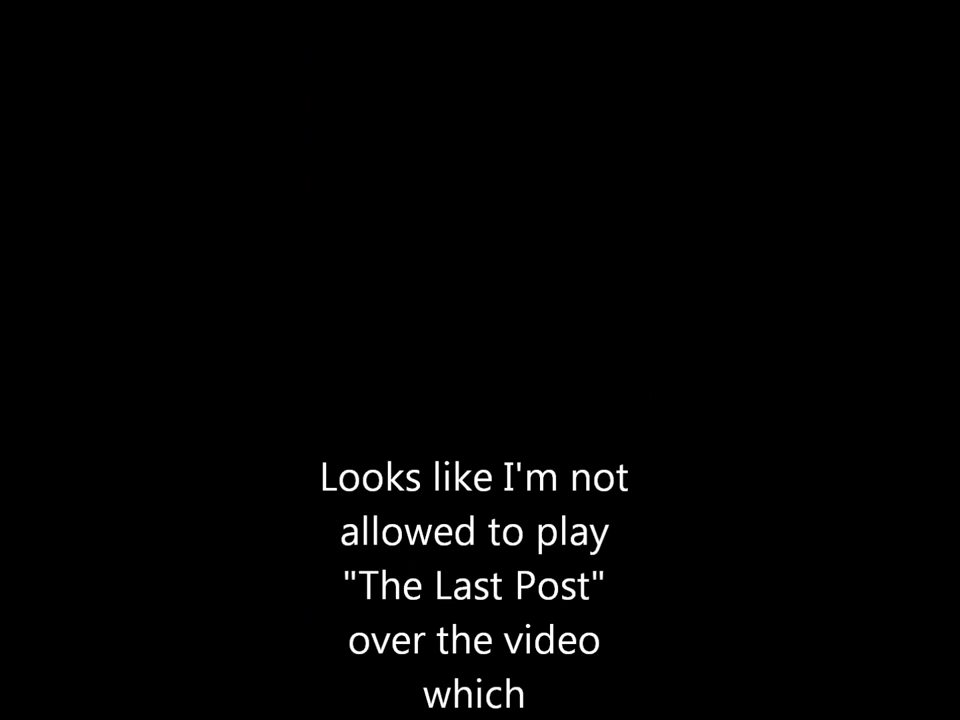 Looks like I'm not
allowed to play
"The Last Post"
over the video
which